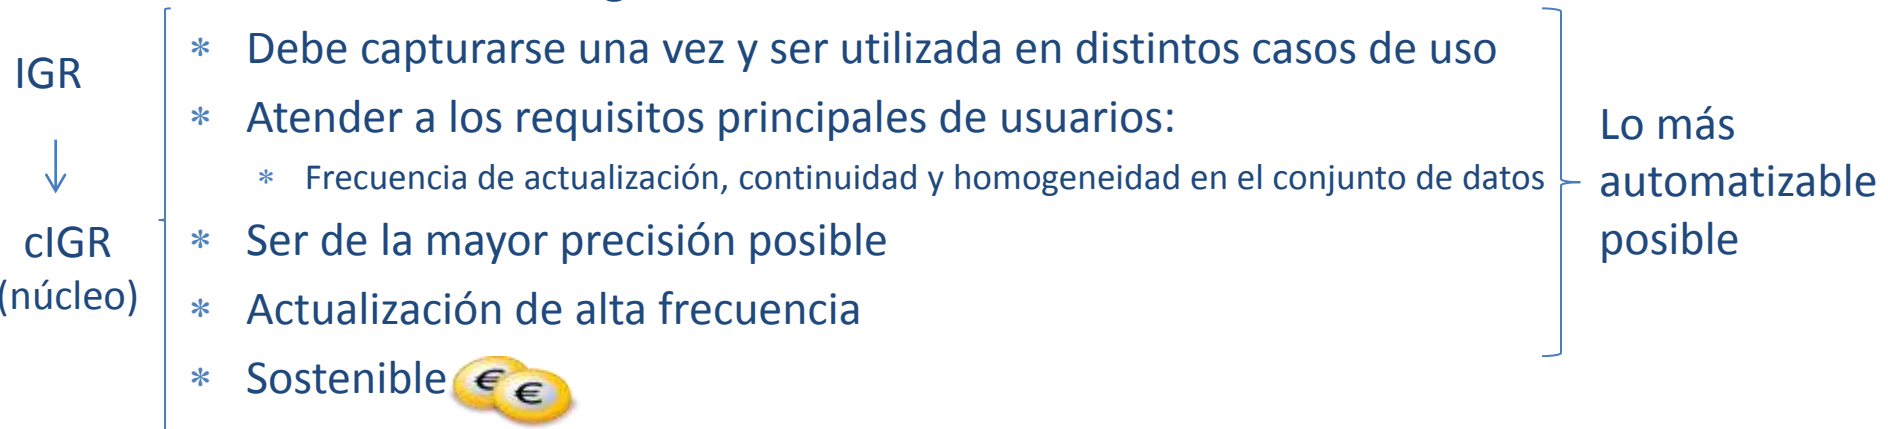 IGR
cIGR
(núcleo)
* Debe capturarse una vez y ser utilizada en distintos casos de uso
* Atender a los requisitos principales de usuarios:
* Frecuencia de actualización, continuidad y homogeneidad en el conjunto de datos
* Ser de la mayor precisión posible
* Actualización de alta frecuencia
* Sostenible € €
Lo más
automatizable
posible